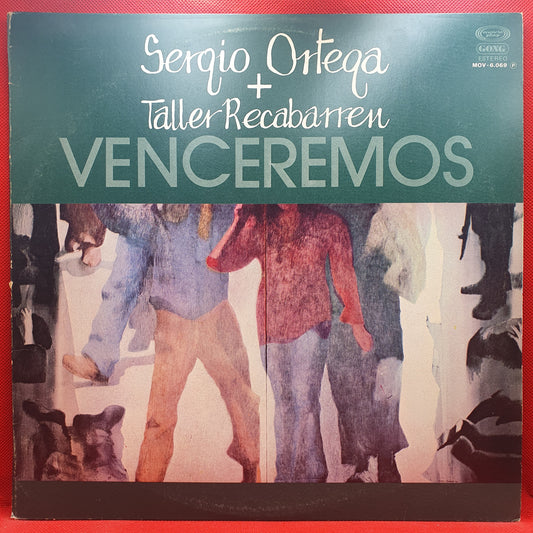 Sergio Ortega
+
Taller Recabarren
VENCEREMOS
GONG
ESTEREO
MOV-6.069 P